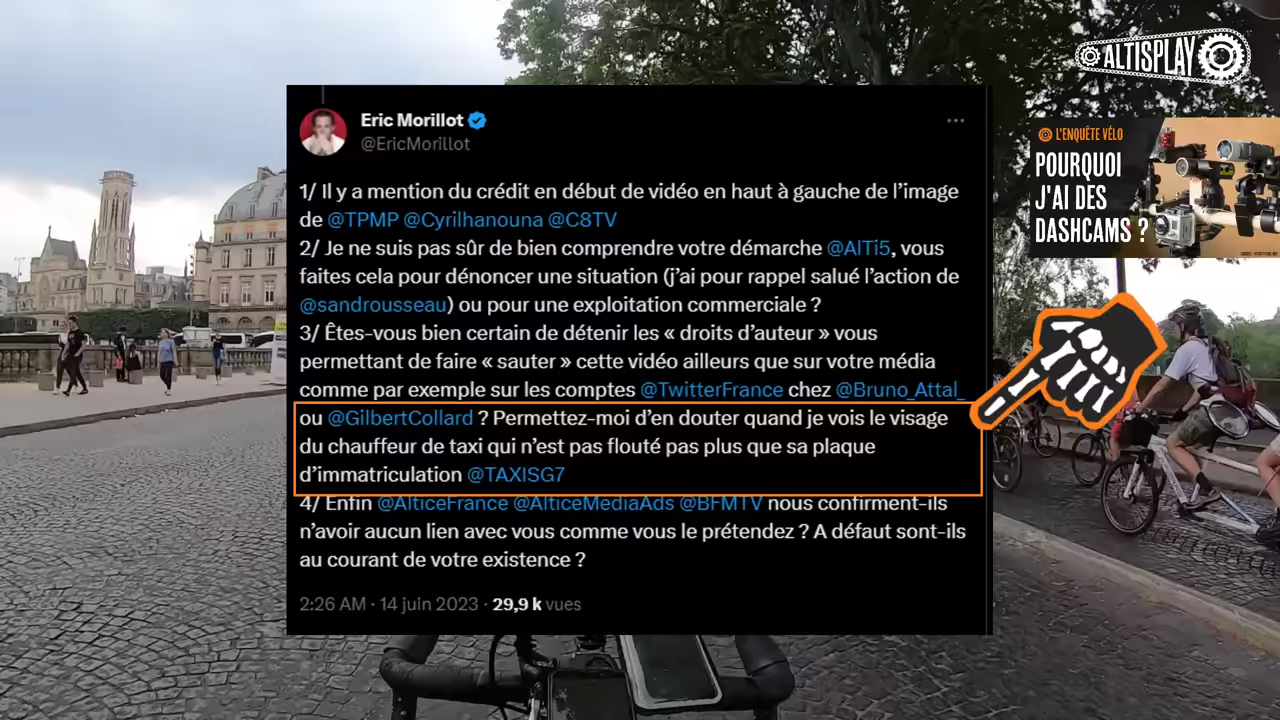 ALTISPLAY
L'ENQUÊTE VÉLO
POURQUOI
J'AI DES
DASHCAMS ?
Eric Morillot
@EricMorillot
1/ Il y a mention du crédit en début de vidéo en haut à gauche de l'image
de @TPMP @Cyrilhanouna @C8TV
2/ Je ne suis pas sûr de bien comprendre votre démarche @AlTi5, vous
faites cela pour dénoncer une situation (j'ai pour rappel salué l'action de
@sandrousseau) ou pour une exploitation commerciale ?
3/ Êtes-vous bien certain de détenir les « droits d'auteur » vous
permettant de faire « sauter » cette vidéo ailleurs que sur votre média
comme par exemple sur les comptes @TwitterFrance chez @Bruno_Attal_
ou @GilbertCollard ? Permettez-moi d'en douter quand je vois le visage
du chauffeur de taxi qui n'est pas flouté pas plus que sa plaque
d'immatriculation @TAXISG7
4/ Enfin @AlticeFrance @AlticeMediaAds @BFMTV nous confirment-ils
n'avoir aucun lien avec vous comme vous le prétendez ? A défaut sont-ils
au courant de votre existence ?
2:26 AM · 14 juin 2023 · 29,9 k vues